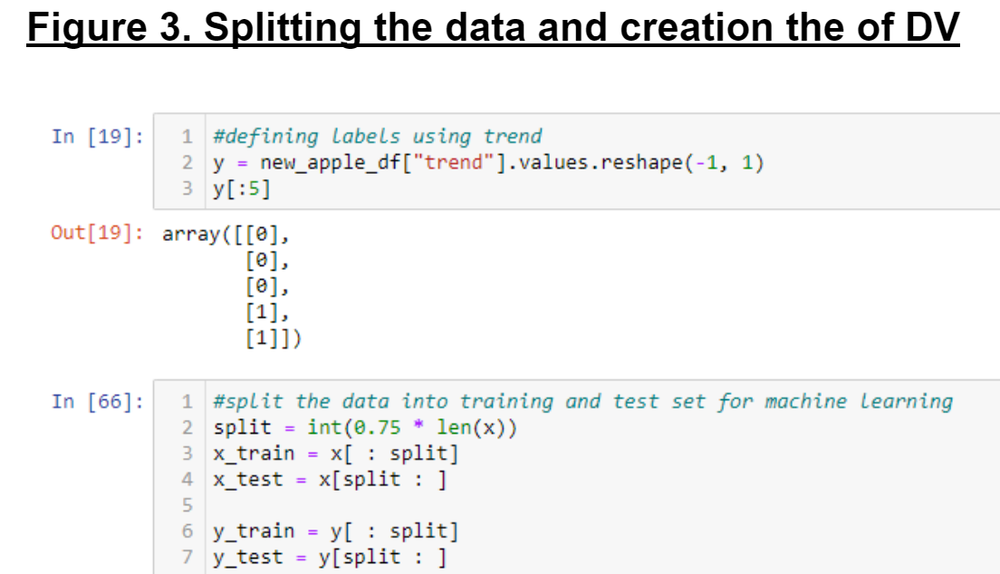 Figure 3. Splitting the data and creation the of DV
In [19]:
1 #defining labels using trend
2 y = new_apple_df["trend"].values.reshape(-1, 1)
3 y[:5]
Out[19]: array([[0],
[0],
[0],
[1],
[1]])
In [66]:
1 #split the data into training and test set for machine learning
2 split = int(0.75 * len(x))
3 x_train = x[ : split]
4 x_test = x[split : ]
5
6 y_train = y[ : split]
7 y_test = y[split : ]